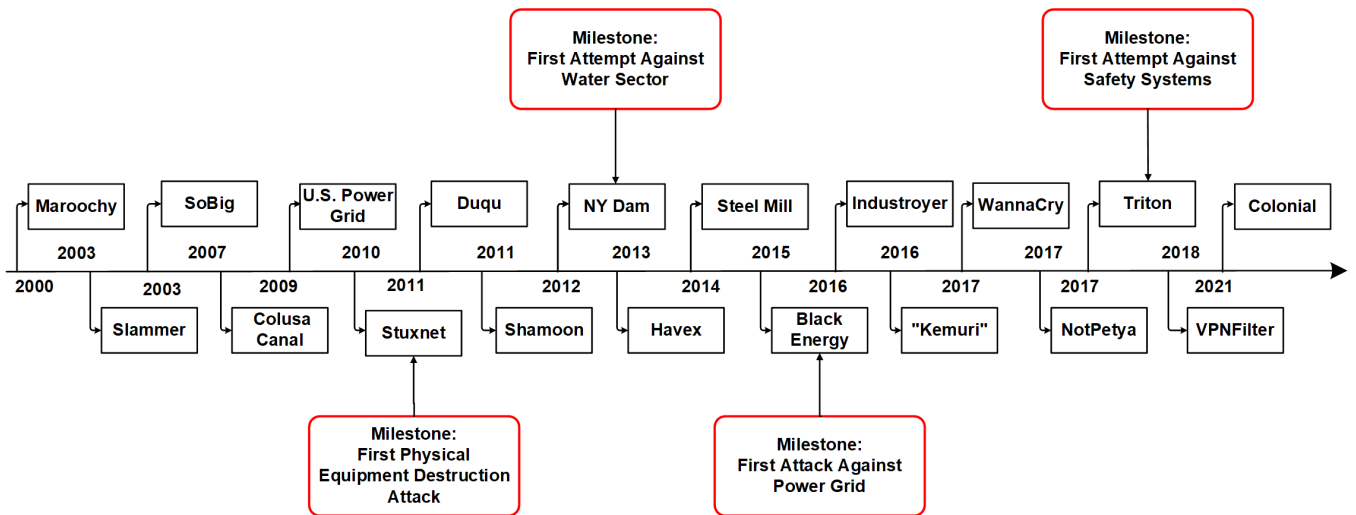 Milestone:
First Attempt Against
Water Sector
Milestone:
First Attempt Against
Safety Systems
Maroochy
SoBig
U.S. Power
Grid
Duqu
NY Dam
Steel Mill
Industroyer
WannaCry
Triton
Colonial
2003
2007
2010
2011
2013
2015
2016
2017
2018
2000
2003
2009
2011
2012
2014
2016
2017
2017
2021
Slammer
Colusa
Canal
Stuxnet
Shamoon
Havex
Black
Energy
"Kemuri"
NotPetya
VPNFilter
Milestone:
First Physical
Equipment Destruction
Attack
Milestone:
First Attack Against
Power Grid